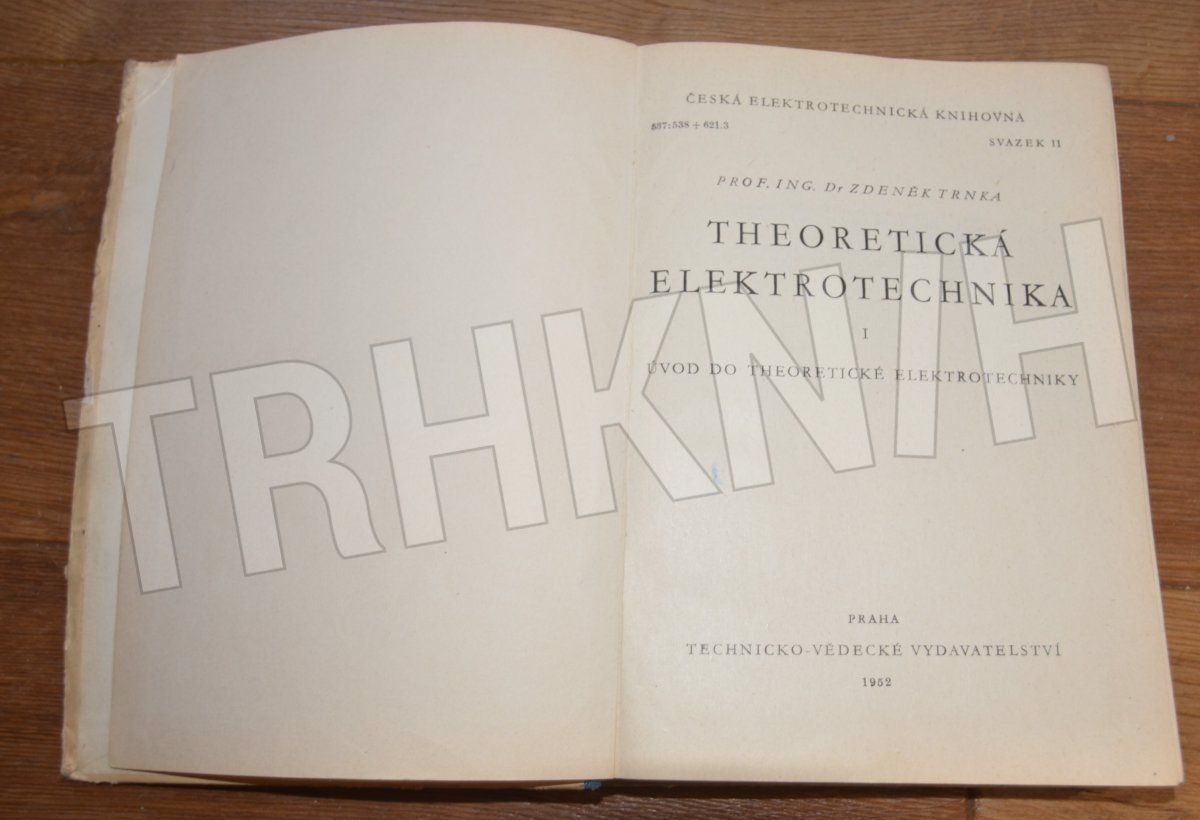 ČESKÁ ELEKTROTECHNICKÁ KNIHOVNA
537:538 + 621.3
SVAZEK 11
PROF. ING. Dr ZDENĚK TRNKA
THEORETICKÁ
ELEKTROTECHNIKA
I
ÚVOD DO THEORETICKÉ ELEKTROTECHNIKY
TRHKNIH
PRAHA
TECHNICKO-VĚDECKÉ VYDAVATELSTVÍ
1952